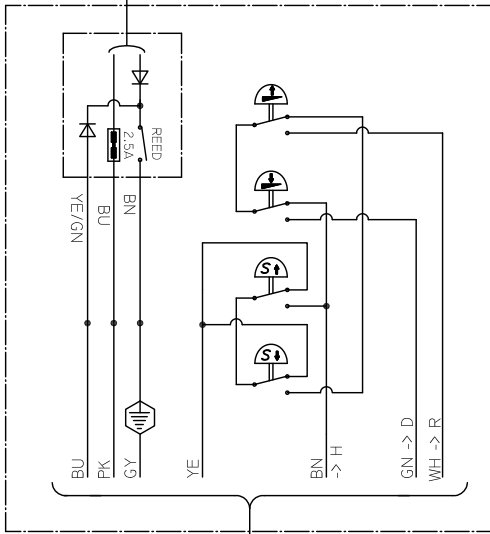 REED
2.5A
YE/GN
BU
BN
S
S
BU
PK
GY
YE
BN
-> H
GN -> D
WH -> R